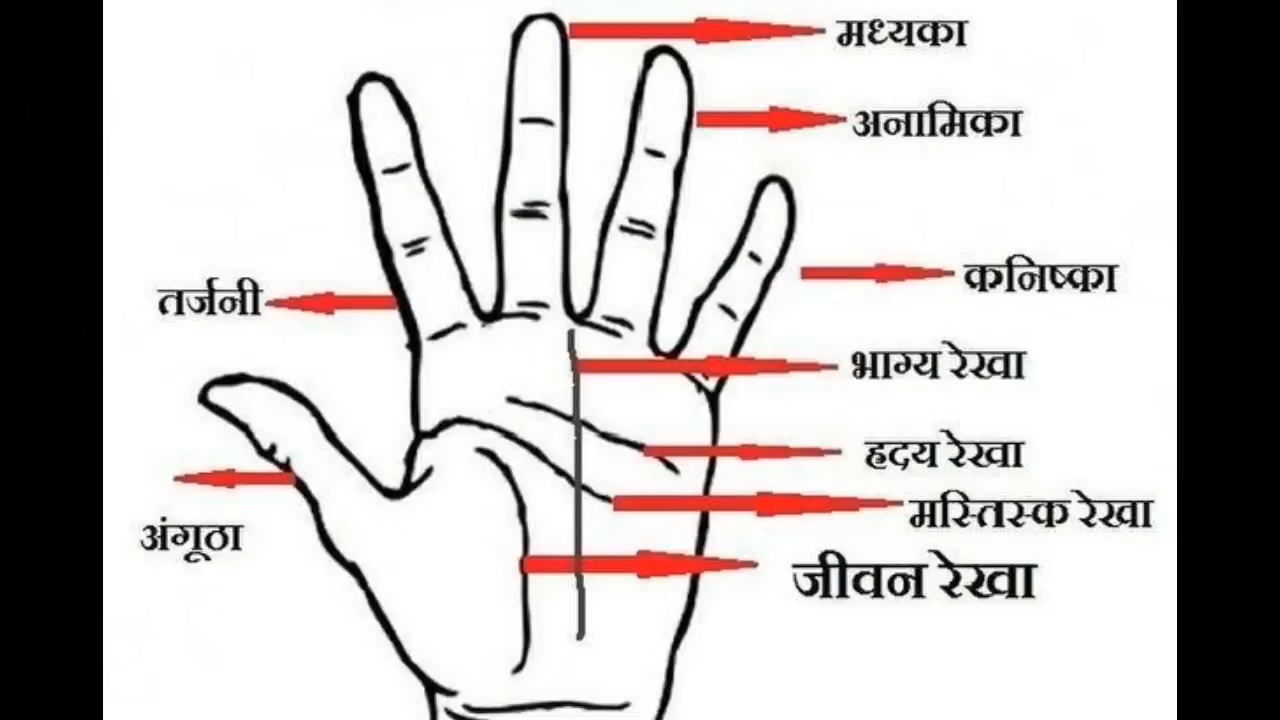 मध्यका
अनामिका
कनिष्का
तर्जनी
भाग्य रेखा
हृदय रेखा
मस्तिस्क रेखा
अंगूठा
जीवन रेखा